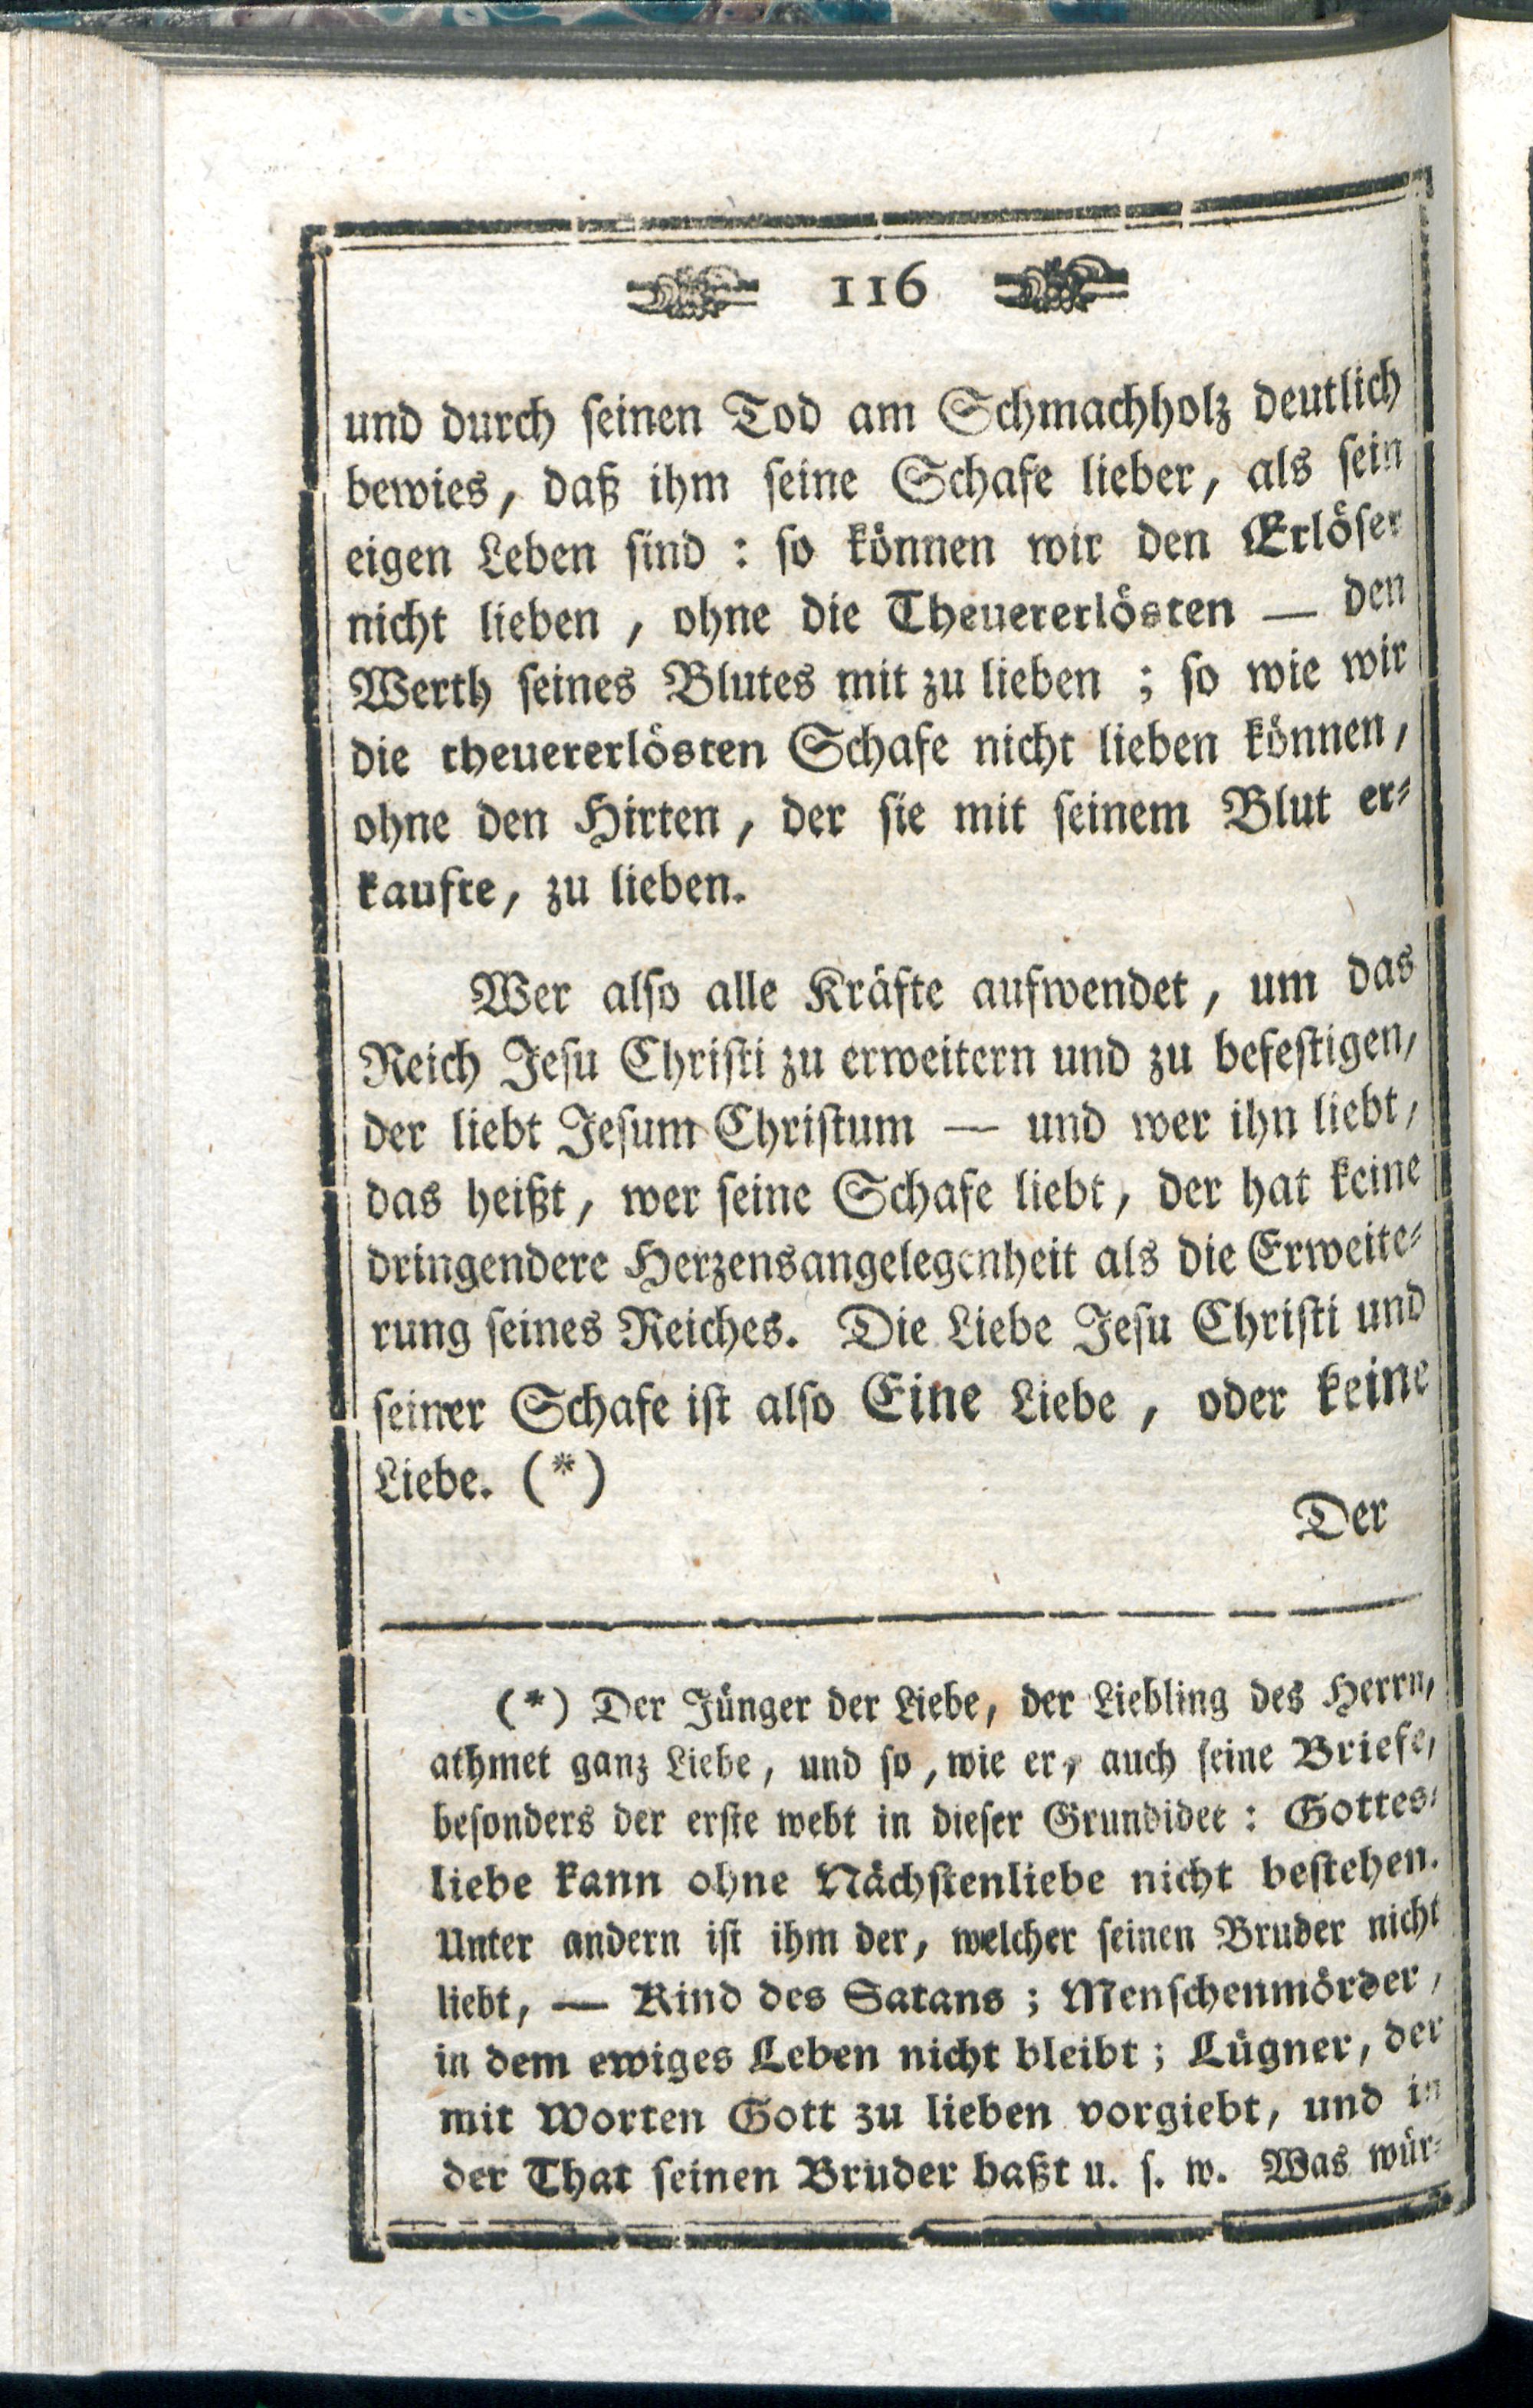 116
und durch seinen Tod am Schmachholz deutlich
bewies, daß ihm seine Schafe lieber, als sein
eigen Leben sind : so können wir den Erlöser
nicht lieben , ohne die Theuererlösten — den
Werth seines Blutes mit zu lieben ; so wie wir
die theuererlösten Schafe nicht lieben können,
ohne den Hirten , der sie mit seinem Blut er-
kaufte, zu lieben.
Wer also alle Kräfte aufwendet , um das
Reich Jesu Christi zu erweitern und zu befestigen,
der liebt Jesum Christum — und wer ihn liebt,
das heißt, wer seine Schafe liebt, der hat keine
dringendere Herzensangelegenheit als die Erweite-
rung seines Reiches. Die Liebe Jesu Christi und
seiner Schafe ist also Eine Liebe , oder keine
Liebe. (*)
Der
(*) Der Jünger der Liebe, der Liebling des Herrn,
athmet ganz Liebe, und so, wie er, auch seine Briefe,
besonders der erste webt in dieser Grundidee : Gottes-
liebe kann ohne Nächstenliebe nicht bestehen.
Unter andern ist ihm der, welcher seinen Bruder nicht
liebt, — Kind des Satans ; Menschenmörder,
in dem ewiges Leben nicht bleibt; Lügner, der
mit Worten Gott zu lieben vorgiebt, und in
der That seinen Bruder haßt u. s. w. Was wür-